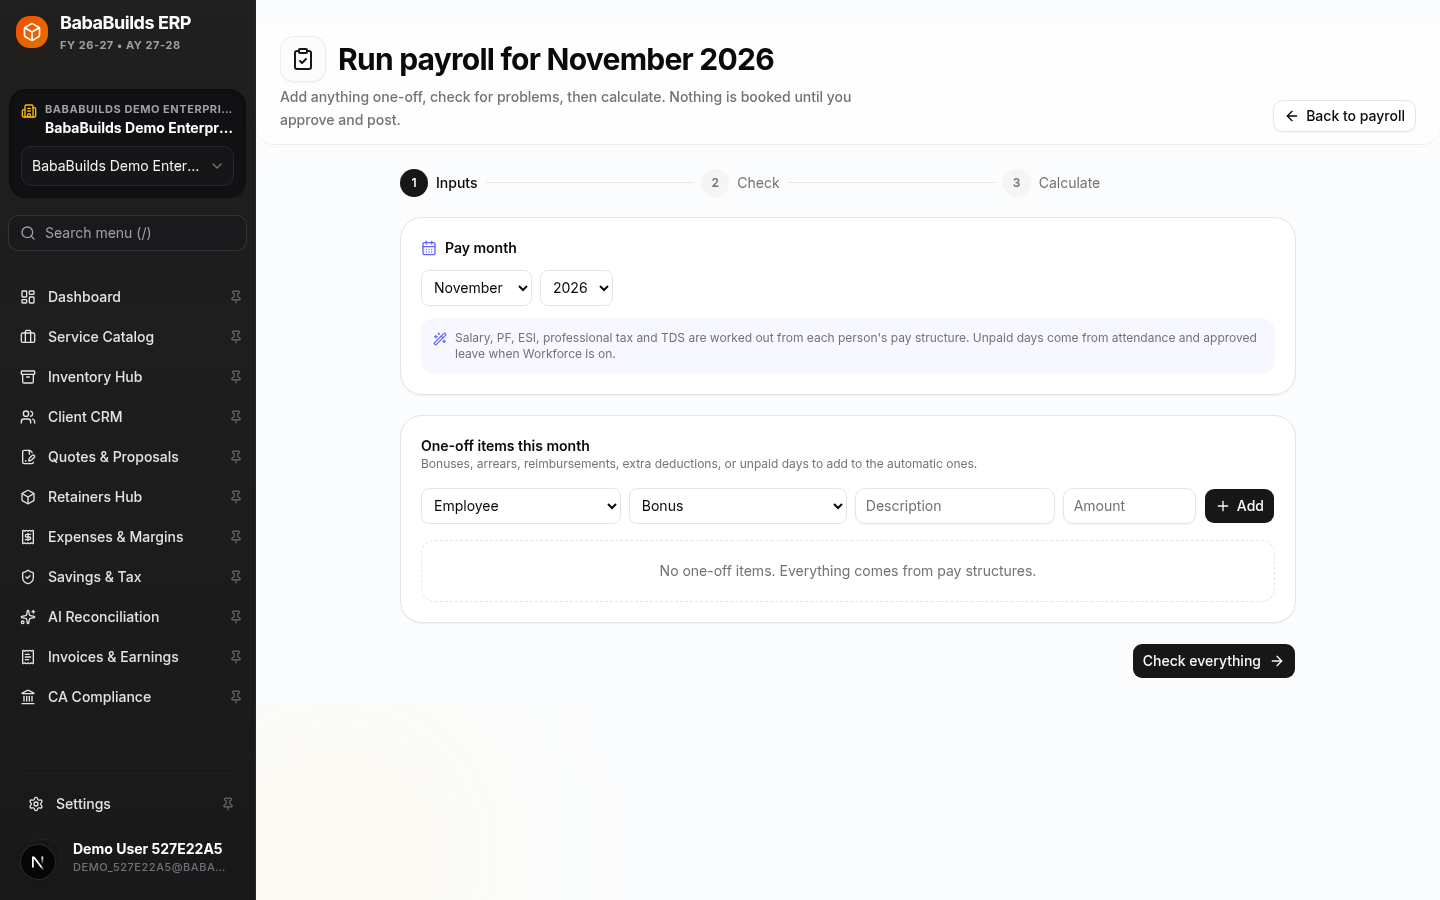 BabaBuilds ERP
FY 26-27 • AY 27-28
BABABUILDS DEMO ENTERPRI...
BabaBuilds Demo Enterpr...
BabaBuilds Demo Enter...
Search menu (/)
Dashboard
Service Catalog
Inventory Hub
Client CRM
Quotes & Proposals
Retainers Hub
Expenses & Margins
Savings & Tax
AI Reconciliation
Invoices & Earnings
CA Compliance
Settings
N
Demo User 527E22A5
DEMO_527E22A5@BABA...
Run payroll for November 2026
Add anything one-off, check for problems, then calculate. Nothing is booked until you
approve and post.
Back to payroll
1 Inputs
2 Check
3 Calculate
Pay month
November 2026
Salary, PF, ESI, professional tax and TDS are worked out from each person's pay structure. Unpaid days come from attendance and approved
leave when Workforce is on.
One-off items this month
Bonuses, arrears, reimbursements, extra deductions, or unpaid days to add to the automatic ones.
Employee Bonus Description Amount Add
No one-off items. Everything comes from pay structures.
Check everything